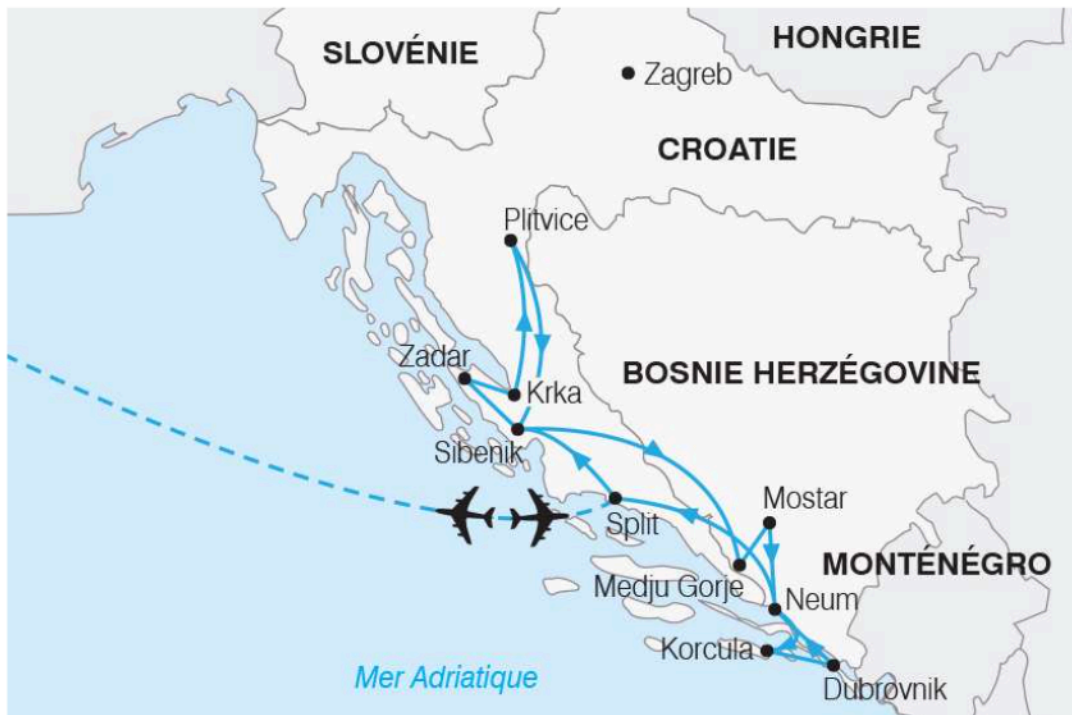 HONGRIE
SLOVÉNIE
Zagreb
CROATIE
Plitvice
Zadar
BOSNIE HERZÉGOVINE
Krka
Sibenik
Mostar
Split
MONTÉNÉGRO
Medju Gorje
Neum
Korcula
Mer Adriatique
Dubrovnik